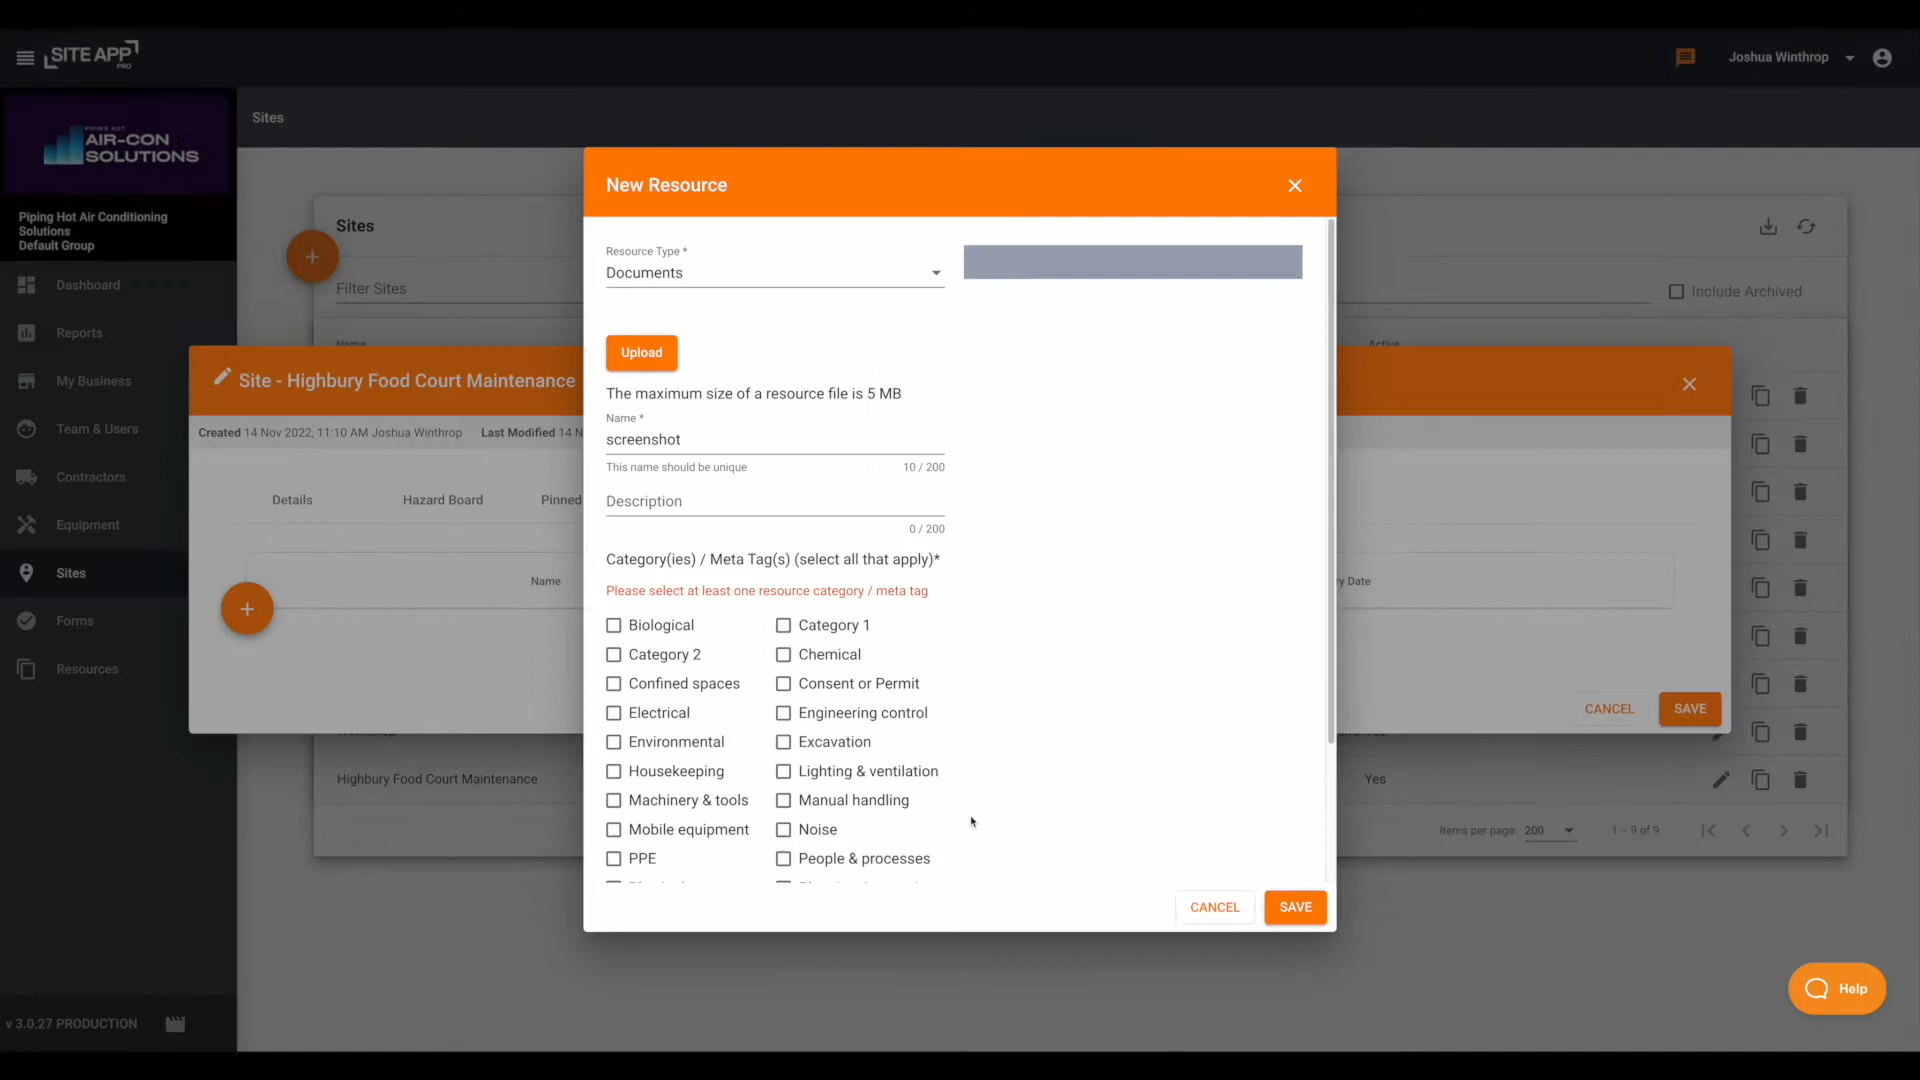 SITE APP
PRO
Joshua Winthrop
PIPING HOT
AIR-CON
SOLUTIONS
Piping Hot Air Conditioning
Solutions
Default Group
Dashboard
Reports
My Business
Team & Users
Contractors
Equipment
Sites
Forms
Resources
v 3.0.27 PRODUCTION
Sites
Sites
Filter Sites
Include Archived
Name
Active
Site - Highbury Food Court Maintenance
Created 14 Nov 2022, 11:10 AM Joshua Winthrop Last Modified 14 N
Details
Hazard Board
Pinned
Name
ry Date
CANCEL
SAVE
Highbury Food Court Maintenance
Yes
Items per page: 200
1 – 9 of 9
New Resource
Resource Type *
Documents
Upload
The maximum size of a resource file is 5 MB
Name *
screenshot
This name should be unique
10 / 200
Description
0 / 200
Category(ies) / Meta Tag(s) (select all that apply)*
Please select at least one resource category / meta tag
Biological
Category 1
Category 2
Chemical
Confined spaces
Consent or Permit
Electrical
Engineering control
Environmental
Excavation
Housekeeping
Lighting & ventilation
Machinery & tools
Manual handling
Mobile equipment
Noise
PPE
People & processes
CANCEL
SAVE
Help